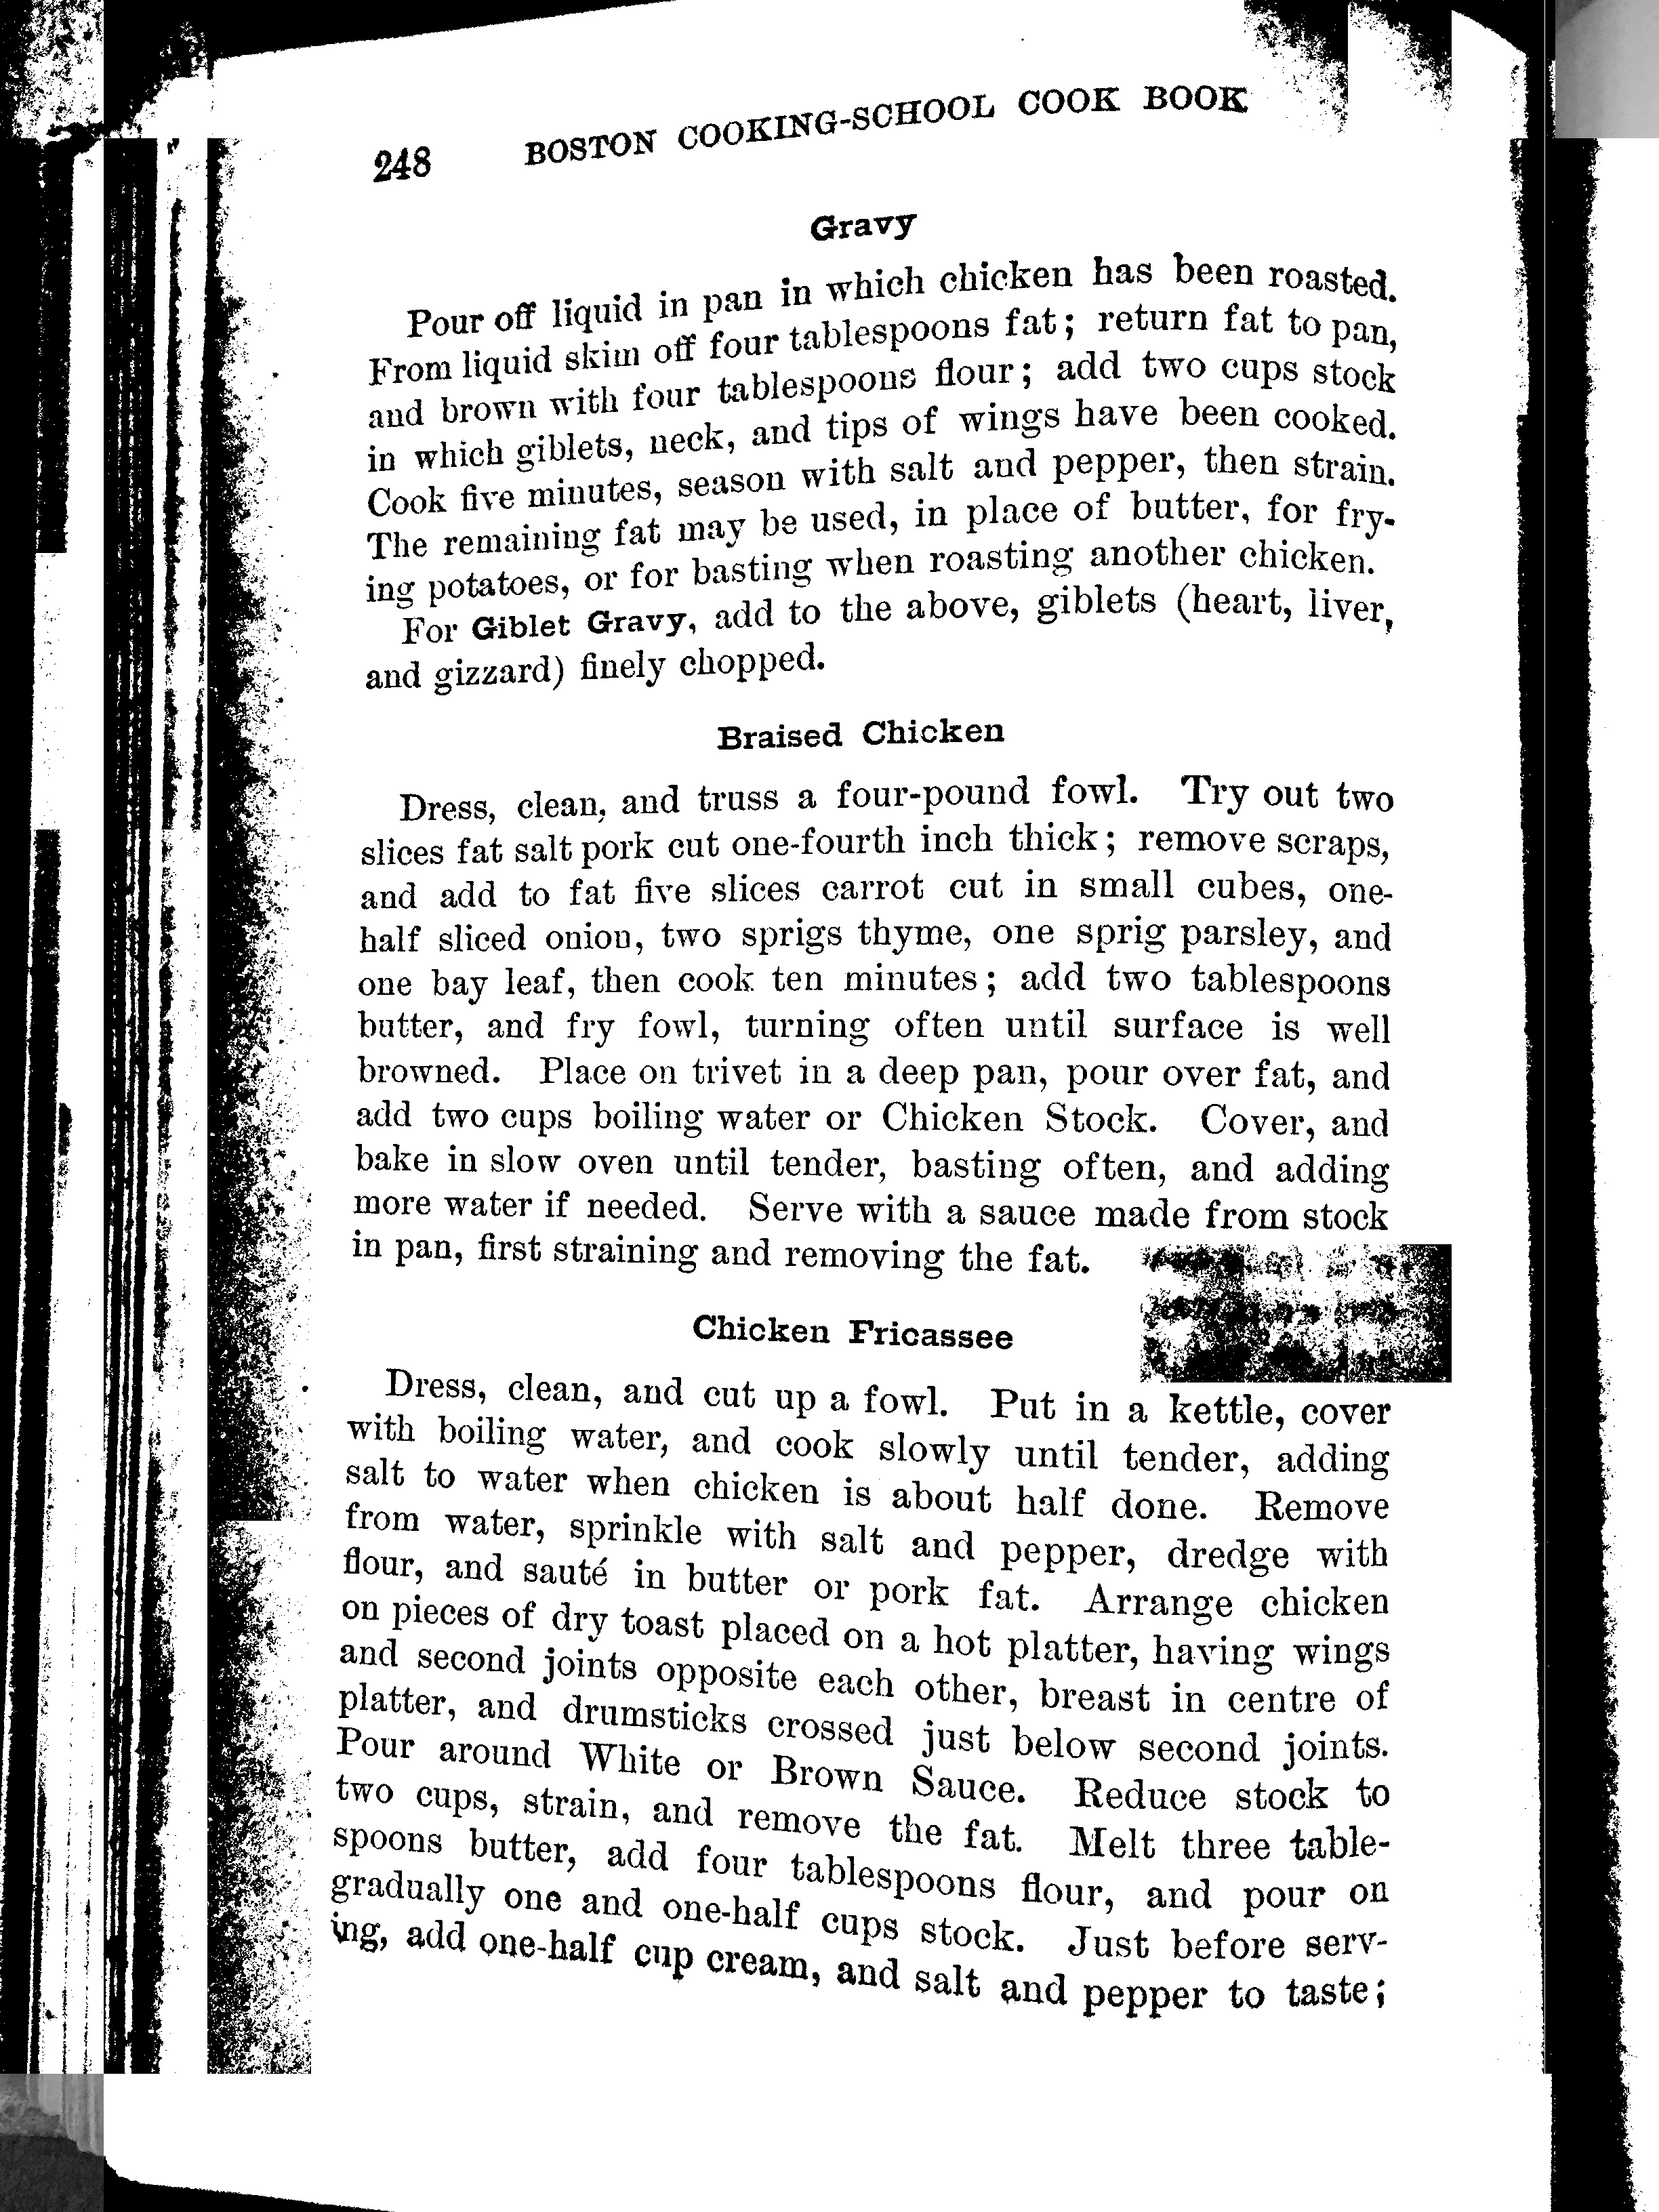 248 BOSTON COOKING-SCHOOL COOK BOOK
Gravy
Pour off liquid in pan in which chicken has been roasted.
From liquid skim off four tablespoons fat; return fat to pan,
and brown with four tablespoons flour; add two cups stock
in which giblets, neck, and tips of wings have been cooked.
Cook five minutes, season with salt and pepper, then strain.
The remaining fat may be used, in place of butter, for fry-
ing potatoes, or for basting when roasting another chicken.
For Giblet Gravy, add to the above, giblets (heart, liver,
and gizzard) finely chopped.
Braised Chicken
Dress, clean, and truss a four-pound fowl. Try out two
slices fat salt pork cut one-fourth inch thick; remove scraps,
and add to fat five slices carrot cut in small cubes, one-
half sliced onion, two sprigs thyme, one sprig parsley, and
one bay leaf, then cook ten minutes; add two tablespoons
butter, and fry fowl, turning often until surface is well
browned. Place on trivet in a deep pan, pour over fat, and
add two cups boiling water or Chicken Stock. Cover, and
bake in slow oven until tender, basting often, and adding
more water if needed. Serve with a sauce made from stock
in pan, first straining and removing the fat.
Chicken Fricassee
Dress, clean, and cut up a fowl. Put in a kettle, cover
with boiling water, and cook slowly until tender, adding
salt to water when chicken is about half done. Remove
from water, sprinkle with salt and pepper, dredge with
flour, and sauté in butter or pork fat. Arrange chicken
on pieces of dry toast placed on a hot platter, having wings
and second joints opposite each other, breast in centre of
platter, and drumsticks crossed just below second joints.
Pour around White or Brown Sauce. Reduce stock to
two cups, strain, and remove the fat. Melt three table-
spoons butter, add four tablespoons flour, and pour on
gradually one and one-half cups stock. Just before serv-
ing, add one-half cup cream, and salt and pepper to taste;